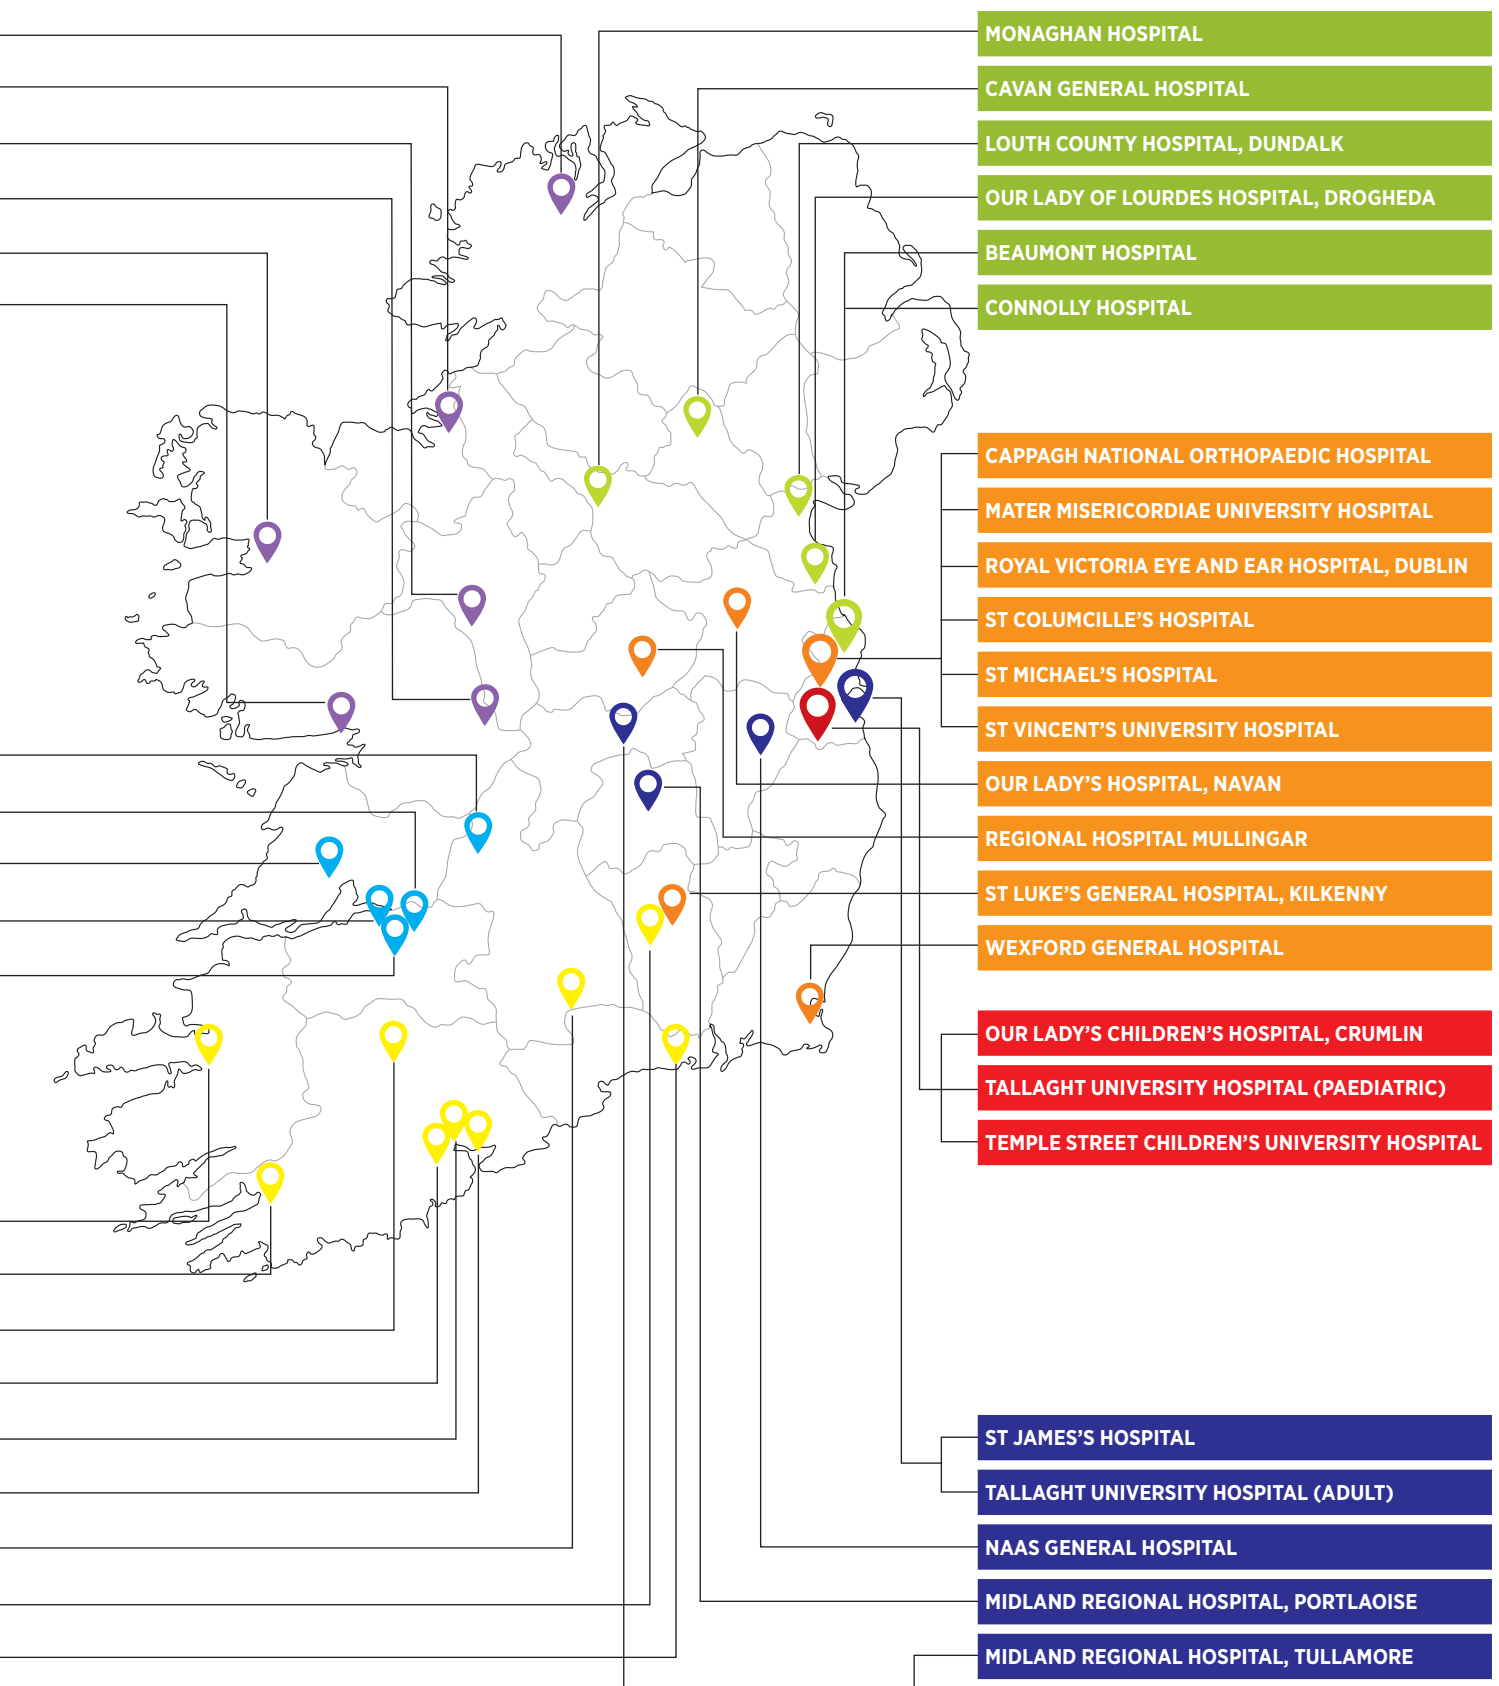 MONAGHAN HOSPITAL
CAVAN GENERAL HOSPITAL
LOUTH COUNTY HOSPITAL, DUNDALK
OUR LADY OF LOURDES HOSPITAL, DROGHEDA
BEAUMONT HOSPITAL
CONNOLLY HOSPITAL
CAPPAGH NATIONAL ORTHOPAEDIC HOSPITAL
MATER MISERICORDIAE UNIVERSITY HOSPITAL
ROYAL VICTORIA EYE AND EAR HOSPITAL, DUBLIN
ST COLUMCILLE’S HOSPITAL
ST MICHAEL’S HOSPITAL
ST VINCENT’S UNIVERSITY HOSPITAL
OUR LADY’S HOSPITAL, NAVAN
REGIONAL HOSPITAL MULLINGAR
ST LUKE’S GENERAL HOSPITAL, KILKENNY
WEXFORD GENERAL HOSPITAL
OUR LADY’S CHILDREN’S HOSPITAL, CRUMLIN
TALLAGHT UNIVERSITY HOSPITAL (PAEDIATRIC)
TEMPLE STREET CHILDREN’S UNIVERSITY HOSPITAL
ST JAMES’S HOSPITAL
TALLAGHT UNIVERSITY HOSPITAL (ADULT)
NAAS GENERAL HOSPITAL
MIDLAND REGIONAL HOSPITAL, PORTLAOISE
MIDLAND REGIONAL HOSPITAL, TULLAMORE